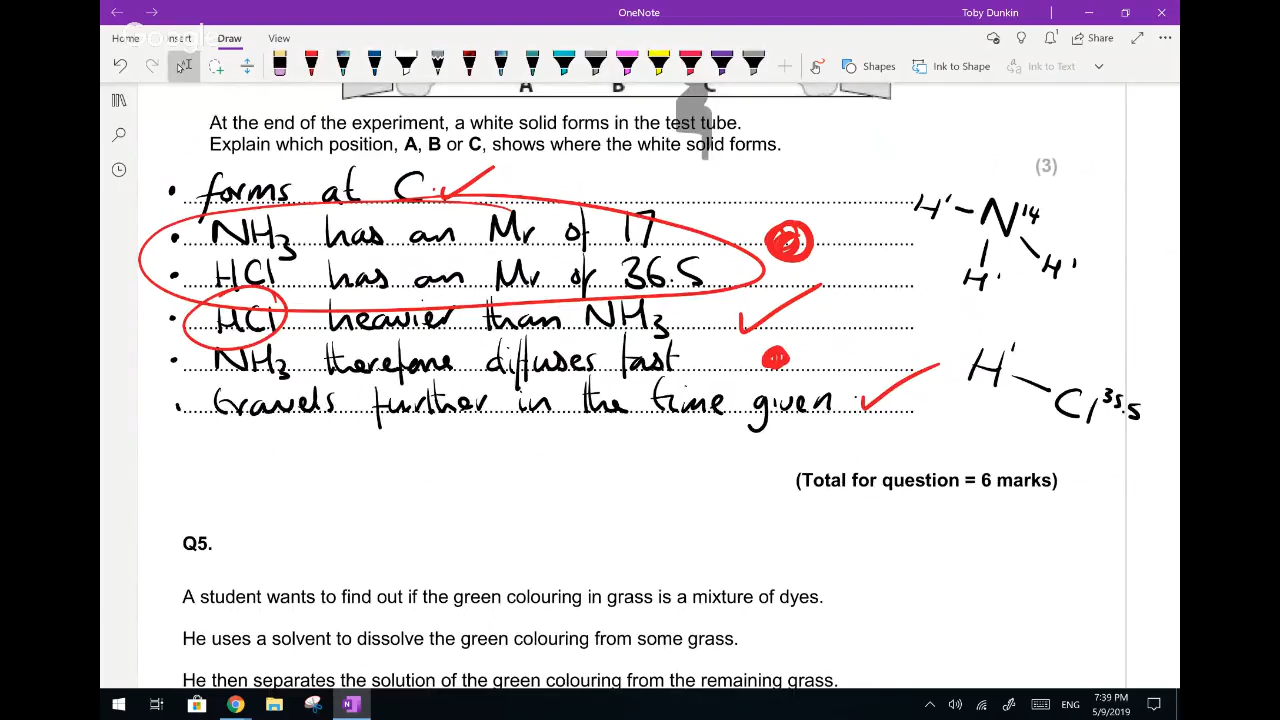 OneNote
Toby Dunkin
Home Insert Draw View
Share
Shapes
Ink to Shape
Ink to Text
A B C
At the end of the experiment, a white solid forms in the test tube.
Explain which position, A, B or C, shows where the white solid forms.
(3)
• forms at C.
• NH3 has an Mr of 17
• HCl has an Mr of 36.5
• HCl heavier than NH3
• NH3 therefore diffuses fast
• travels further in the time given
H1 N14
H1 H1
H1
Cl35.5
(Total for question = 6 marks)
Q5.
A student wants to find out if the green colouring in grass is a mixture of dyes.
He uses a solvent to dissolve the green colouring from some grass.
He then separates the solution of the green colouring from the remaining grass.
ENG
7:39 PM
5/9/2019